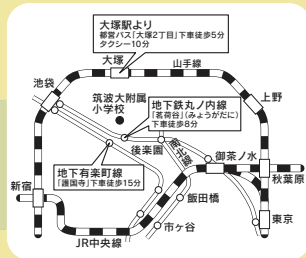 大塚駅より
都営バス「大塚2丁目」下車徒歩5分
タクシー10分
大塚
山手線
池袋
筑波大附属
小学校
地下鉄丸ノ内線
「茗荷谷」(みょうがだに)
下車徒歩8分
上野
後楽園
南北線
御茶ノ水
地下有楽町線
「護国寺」下車徒歩15分
秋葉原
新宿
飯田橋
東京
市ヶ谷
JR中央線